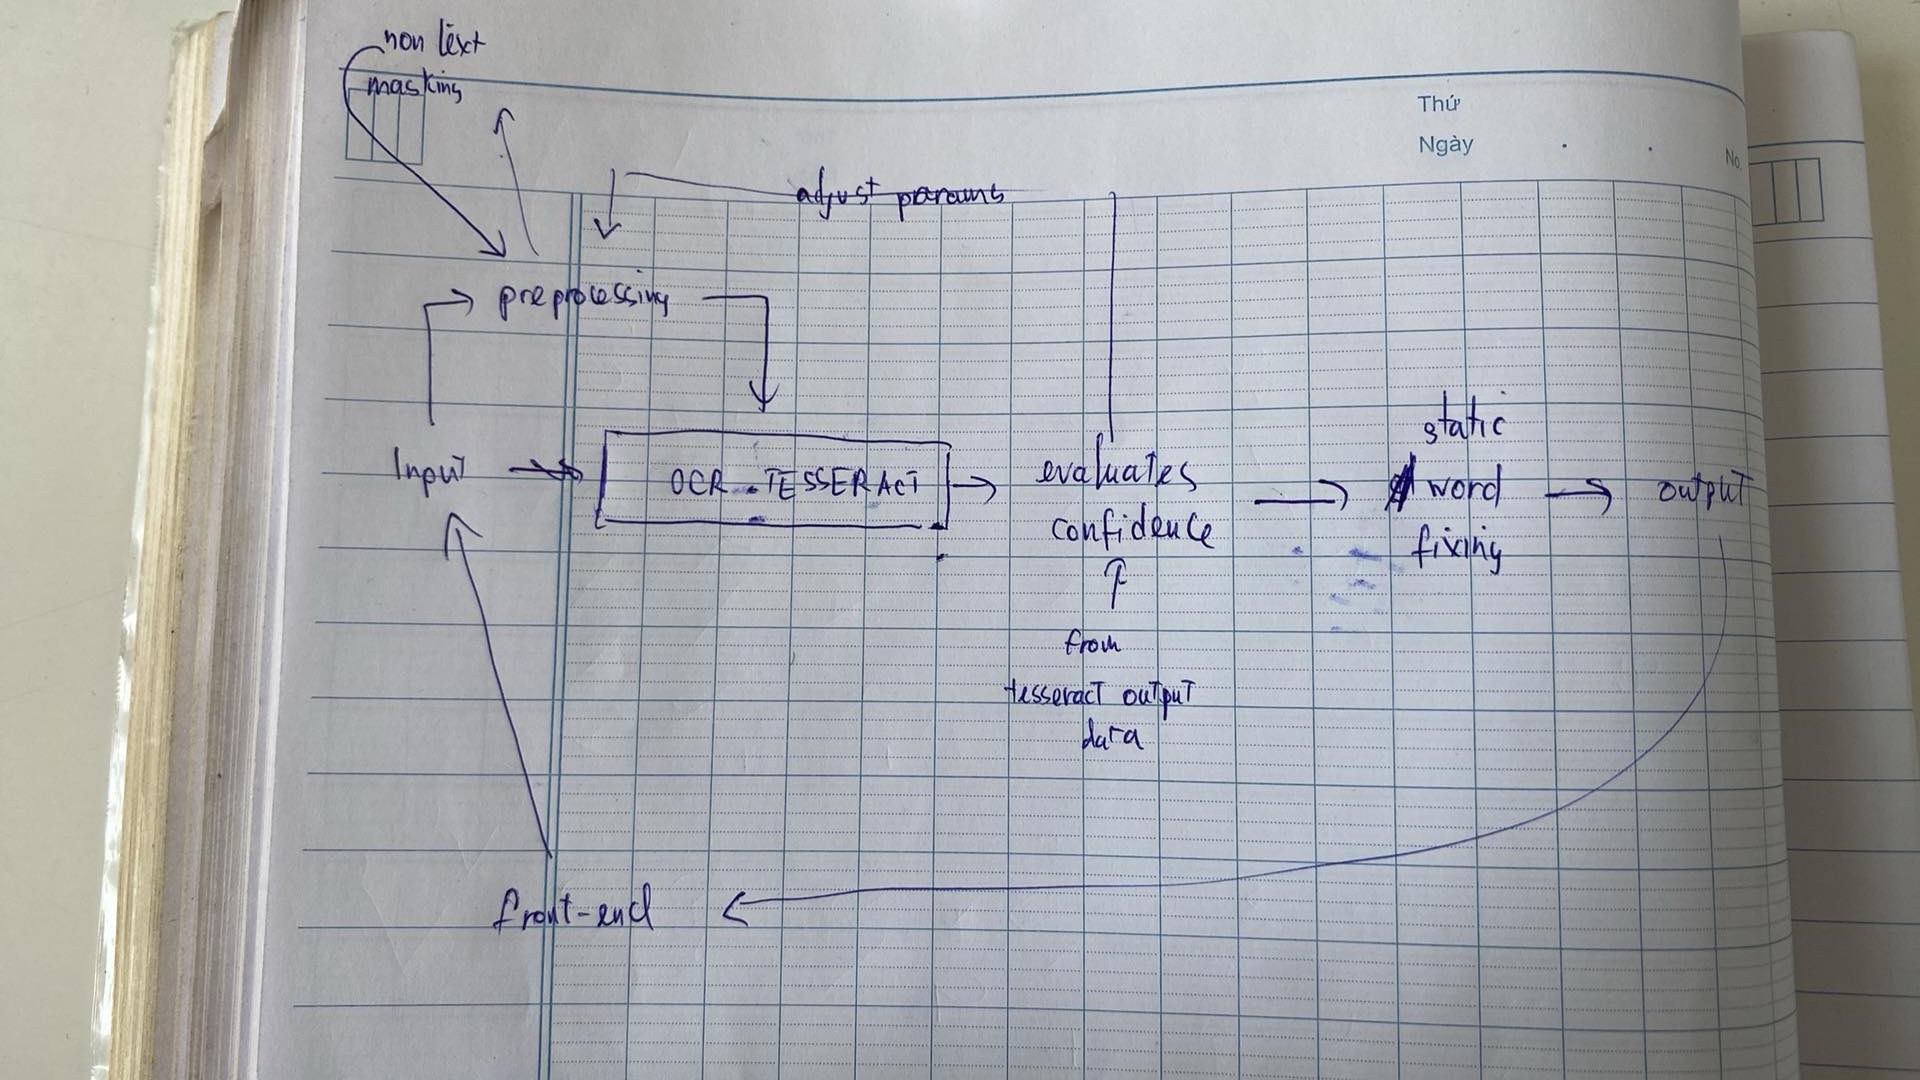 non text
masking
Thứ
Ngày
No.
adjust params
preprocessing
static
Input
OCR - TESSERACT
evaluates
word
output
confidence
fixing
from
tesseract output
data
front-end